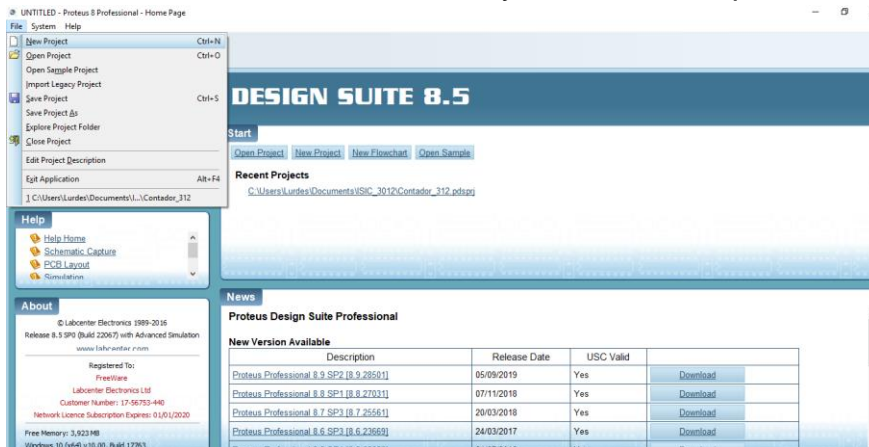 UNTITLED - Proteus 8 Professional - Home Page
File System Help
New Project Ctrl+N
Open Project Ctrl+O
Open Sample Project
Import Legacy Project
Save Project Ctrl+S
Save Project As
Explore Project Folder
Close Project
Edit Project Description
Exit Application Alt+F4
1 C:\Users\Lurdes\Documents\I...\Contador_312
DESIGN SUITE 8.5
Start
Open Project New Project New Flowchart Open Sample
Recent Projects
C:\Users\Lurdes\Documents\ISIC_3012\Contador_312.pdsprj
Help
Help Home
Schematic Capture
PCB Layout
Simulation
About
© Labcenter Electronics 1989-2016
Release 8.5 SP0 (Build 22067) with Advanced Simulation
www.labcenter.com
Registered To:
FreeWare
Labcenter Electronics Ltd
Customer Number: 17-56753-440
Network Licence Subscription Expires: 01/01/2020
Free Memory: 3,923 MB
Windows 10 (x64) v10.00, Build 17763
News
Proteus Design Suite Professional
New Version Available
Description Release Date USC Valid
Proteus Professional 8.9 SP2 [8.9.28501] 05/09/2019 Yes Download
Proteus Professional 8.8 SP1 [8.8.27031] 07/11/2018 Yes Download
Proteus Professional 8.7 SP3 [8.7.25561] 20/03/2018 Yes Download
Proteus Professional 8.6 SP3 [8.6.23669] 24/03/2017 Yes Download